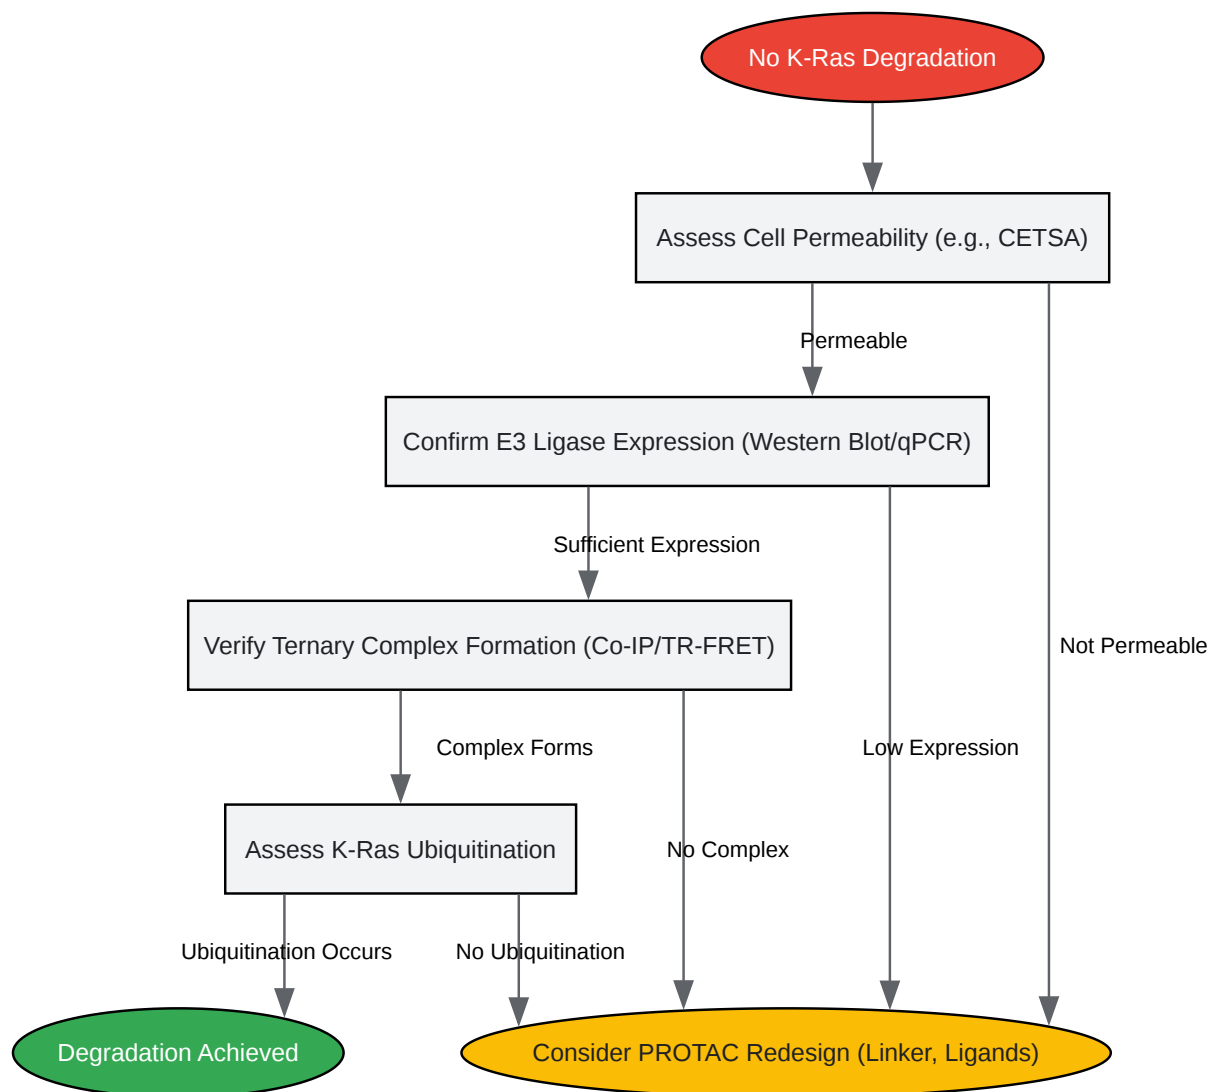 No K-Ras Degradation
Assess Cell Permeability (e.g., CETSA)
Permeable
Confirm E3 Ligase Expression (Western Blot/qPCR)
Sufficient Expression
Verify Ternary Complex Formation (Co-IP/TR-FRET)
Not Permeable
Complex Forms
Low Expression
Assess K-Ras Ubiquitination
No Complex
Ubiquitination Occurs
No Ubiquitination
Degradation Achieved
Consider PROTAC Redesign (Linker, Ligands)